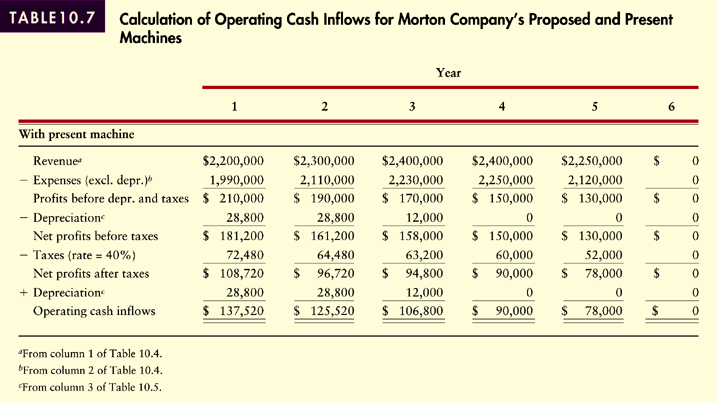 TABLE10.7 Calculation of Operating Cash Inflows for Morton Company's Proposed and Present
Machines
Year
1 2 3 4 5 6
With present machine
Revenueᵃ $2,200,000 $2,300,000 $2,400,000 $2,400,000 $2,250,000 $ 0
− Expenses (excl. depr.)ᵇ 1,990,000 2,110,000 2,230,000 2,250,000 2,120,000 0
Profits before depr. and taxes $ 210,000 $ 190,000 $ 170,000 $ 150,000 $ 130,000 $ 0
− Depreciationᶜ 28,800 28,800 12,000 0 0 0
Net profits before taxes $ 181,200 $ 161,200 $ 158,000 $ 150,000 $ 130,000 $ 0
− Taxes (rate = 40%) 72,480 64,480 63,200 60,000 52,000 0
Net profits after taxes $ 108,720 $ 96,720 $ 94,800 $ 90,000 $ 78,000 $ 0
+ Depreciationᶜ 28,800 28,800 12,000 0 0 0
Operating cash inflows $ 137,520 $ 125,520 $ 106,800 $ 90,000 $ 78,000 $ 0
ᵃFrom column 1 of Table 10.4.
ᵇFrom column 2 of Table 10.4.
ᶜFrom column 3 of Table 10.5.